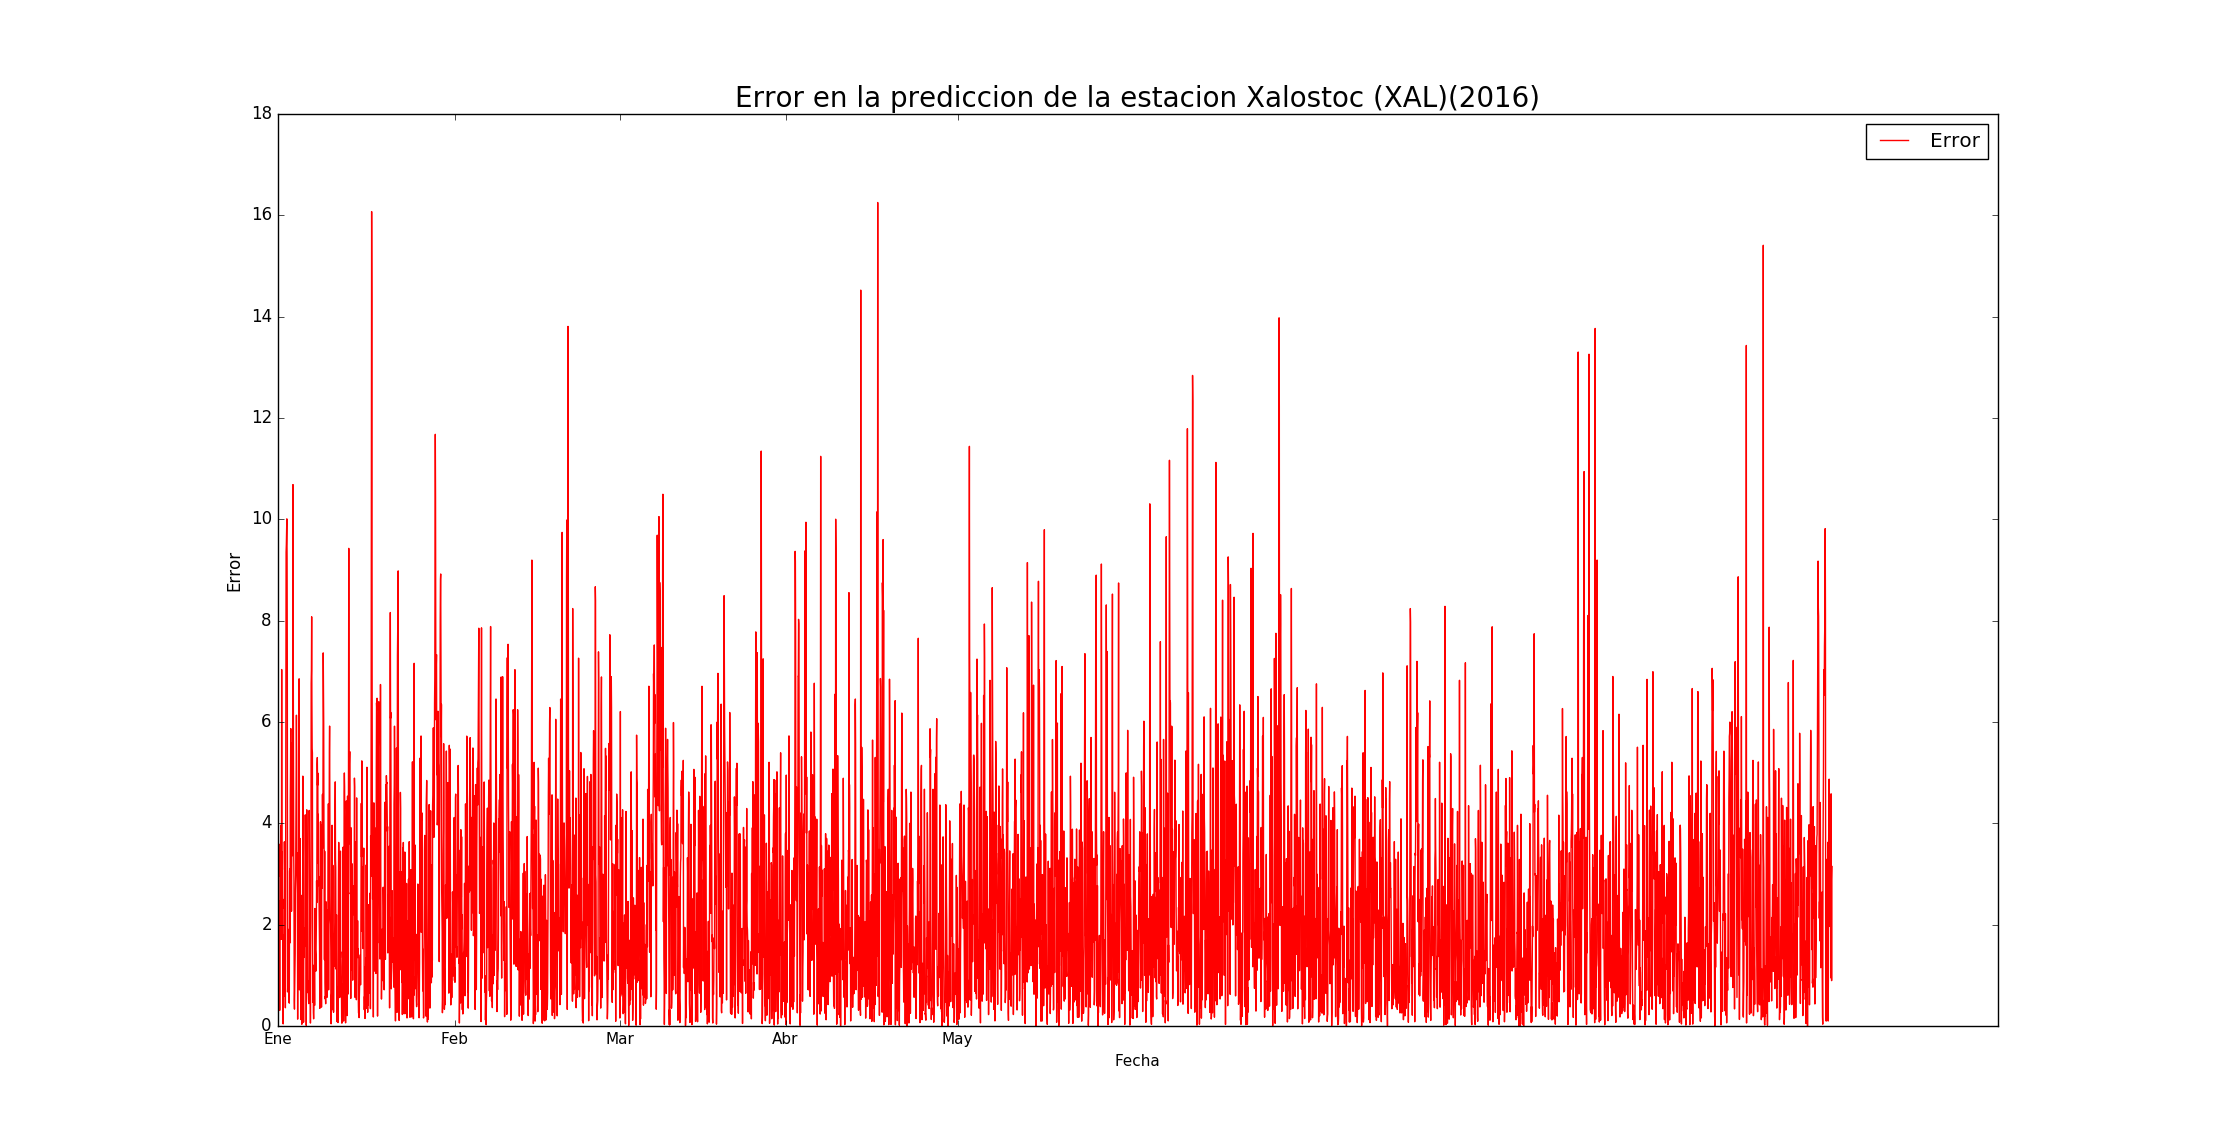 Error en la prediccion de la estacion Xalostoc (XAL)(2016)
Error
18
16
14
12
10
8
6
4
2
0
Error
Ene Feb Mar Abr May
Fecha